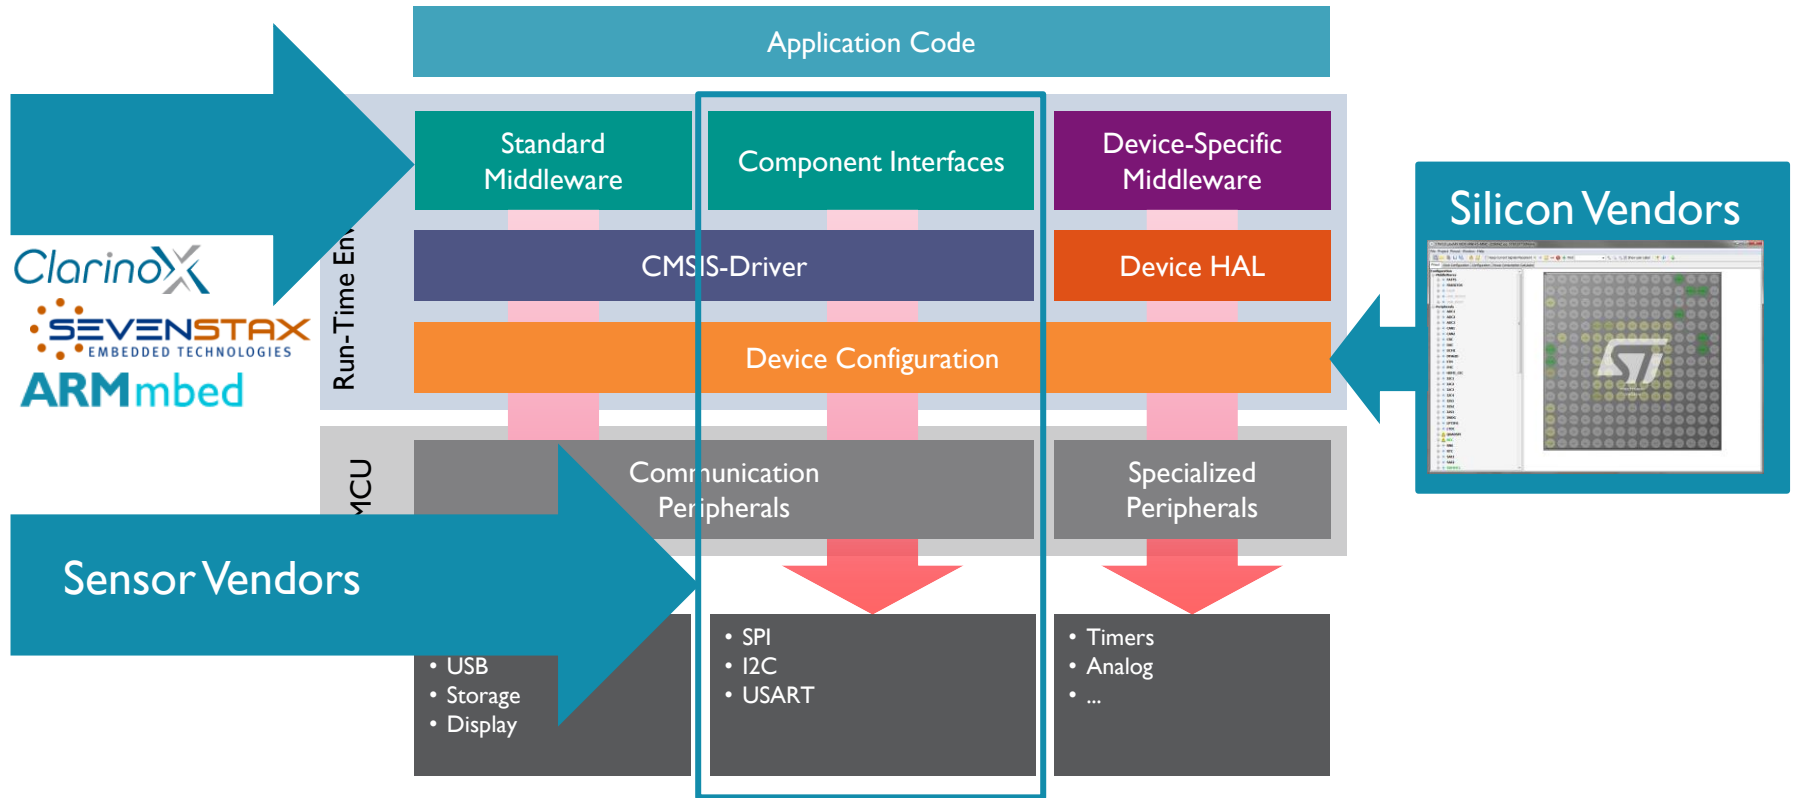 Application Code
Standard
Middleware
Component Interfaces
Device-Specific
Middleware
Silicon Vendors
ClarinoX
SEVENSTAX
EMBEDDED TECHNOLOGIES
ARMmbed
CMSIS-Driver
Device HAL
Run-Time Env
Device Configuration
ST
MCU
Communication
Peripherals
Specialized
Peripherals
Sensor Vendors
• USB
• Storage
• Display
• SPI
• I2C
• USART
• Timers
• Analog
• ...